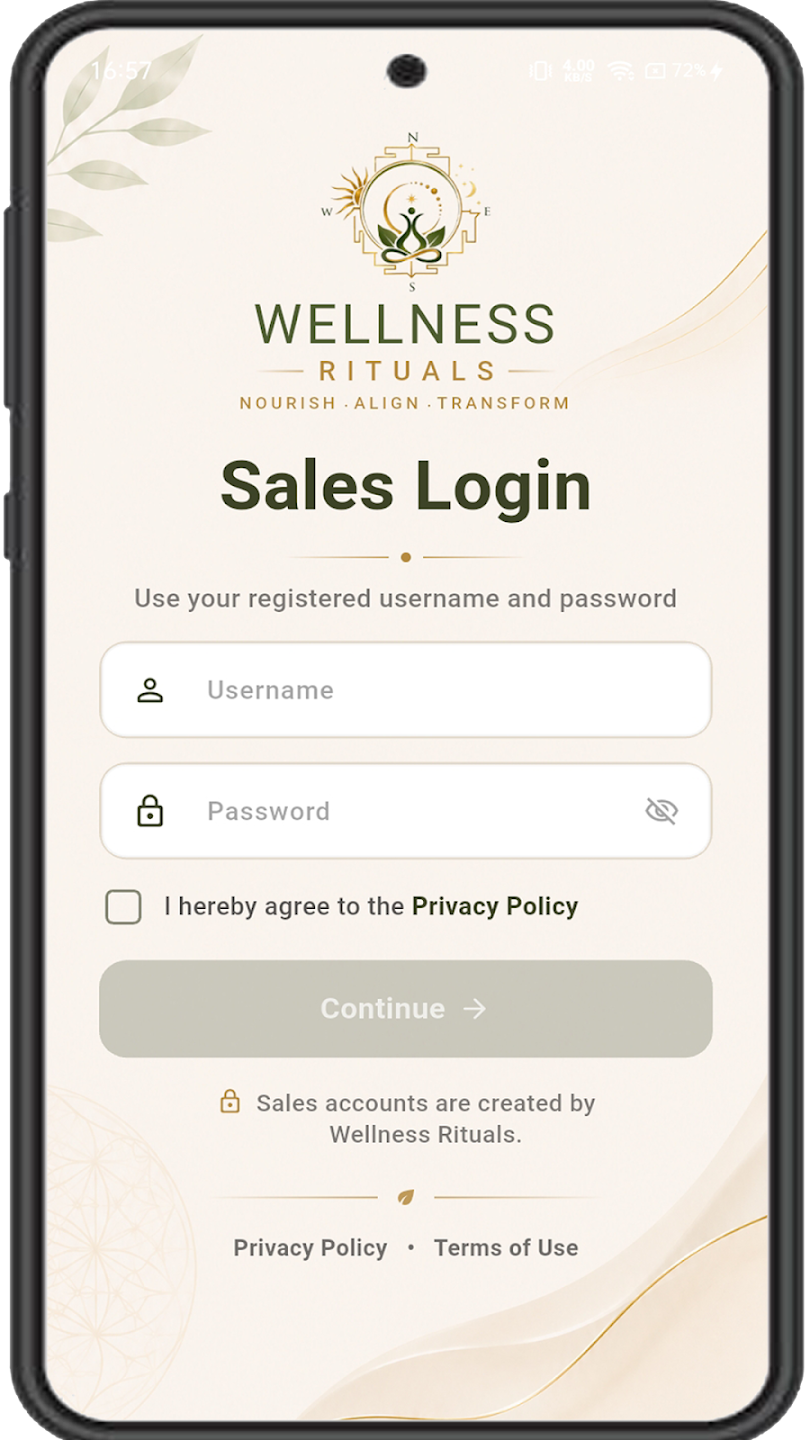 16:57 4.00 KB/S 72%
N
W E
S
WELLNESS
RITUALS
NOURISH . ALIGN . TRANSFORM
Sales Login
Use your registered username and password
Username
Password
I hereby agree to the Privacy Policy
Continue →
Sales accounts are created by
Wellness Rituals.
Privacy Policy • Terms of Use